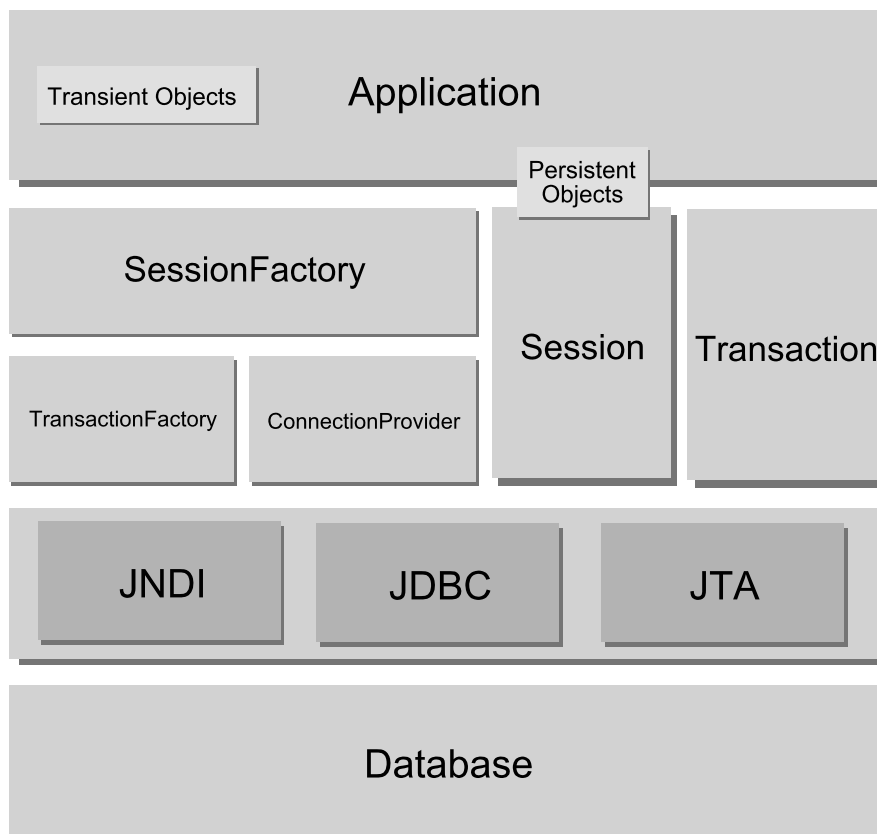 Transient Objects
Application
Persistent
Objects
SessionFactory
Session
Transaction
TransactionFactory
ConnectionProvider
JNDI
JDBC
JTA
Database